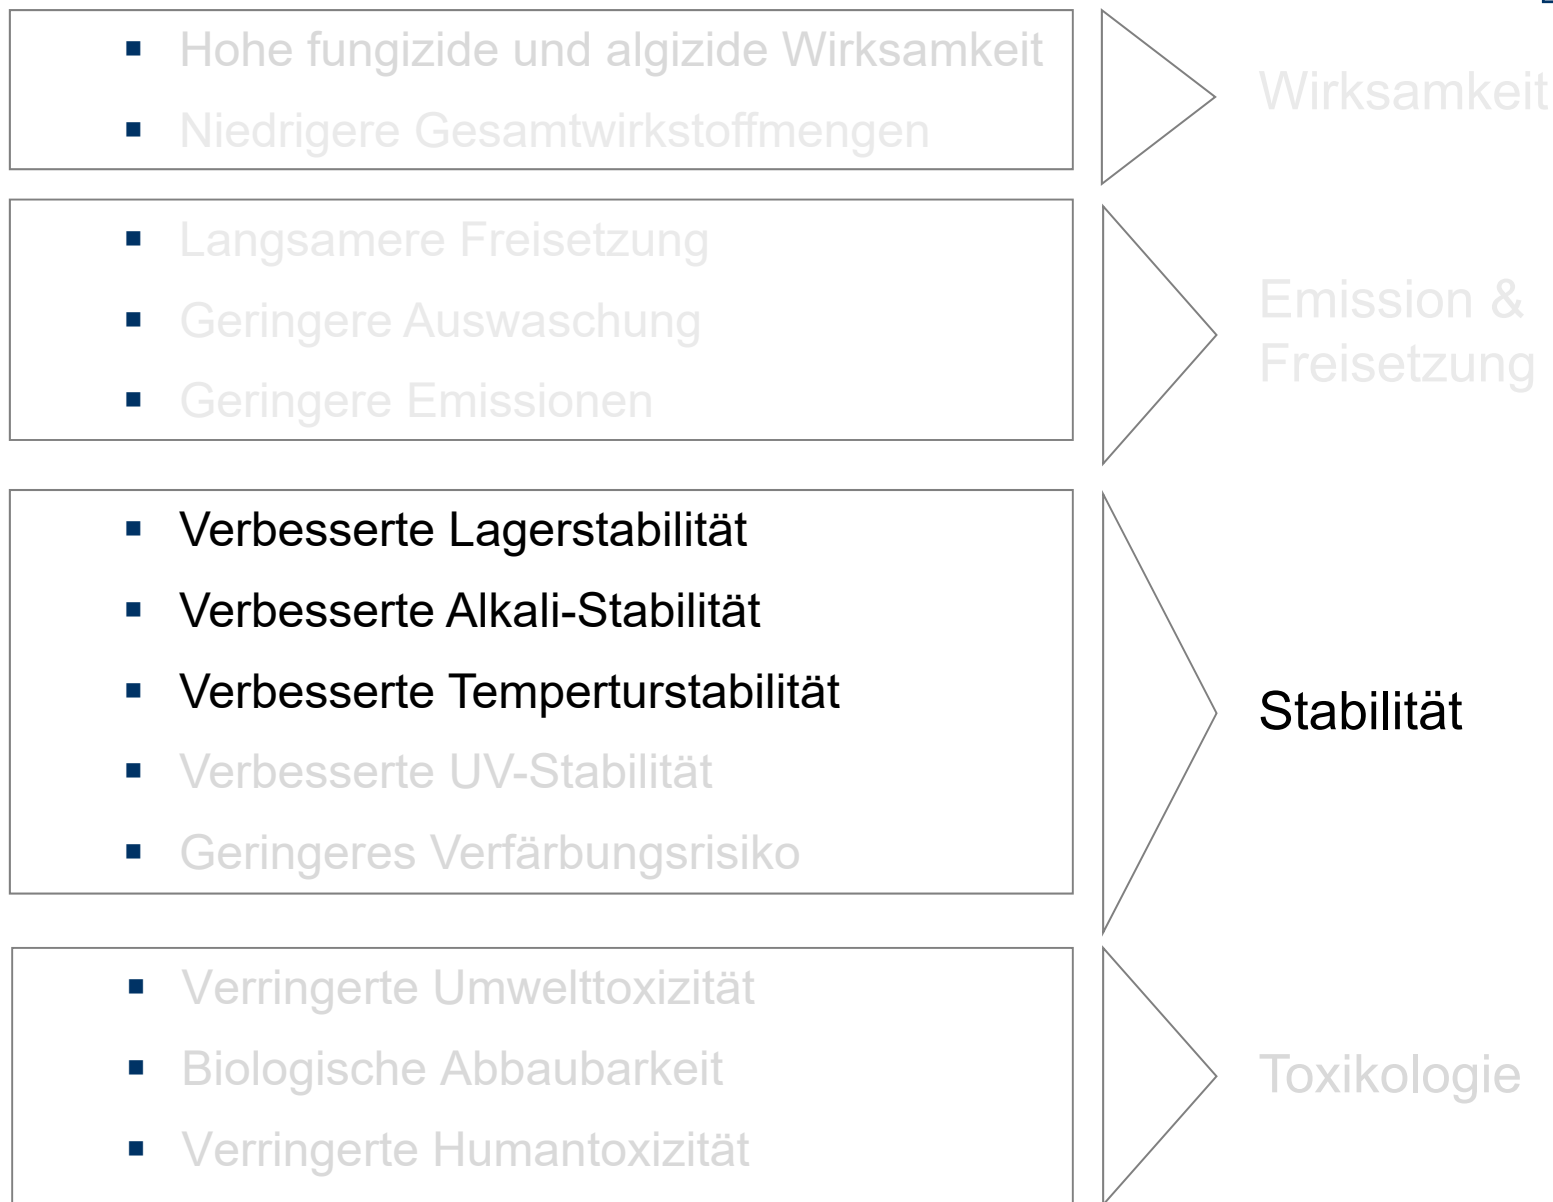 Hohe fungizide und algizide Wirksamkeit
Niedrigere Gesamtwirkstoffmengen
Wirksamkeit
Langsamere Freisetzung
Geringere Auswaschung
Geringere Emissionen
Emission &
Freisetzung
Verbesserte Lagerstabilität
Verbesserte Alkali-Stabilität
Verbesserte Temperturstabilität
Verbesserte UV-Stabilität
Geringeres Verfärbungsrisiko
Stabilität
Verringerte Umwelttoxizität
Biologische Abbaubarkeit
Verringerte Humantoxizität
Toxikologie